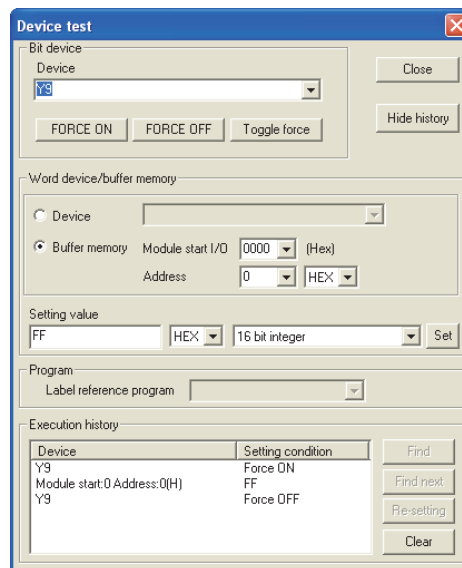 Device test
Bit device
Device
Y9
Close
FORCE ON FORCE OFF Toggle force
Hide history
Word device/buffer memory
Device
Buffer memory Module start I/O 0000 (Hex)
Address 0 HEX
Setting value
FF HEX 16 bit integer Set
Program
Label reference program
Execution history
Device Setting condition
Y9 Force ON
Module start:0 Address:0(H) FF
Y9 Force OFF
Find
Find next
Re-setting
Clear